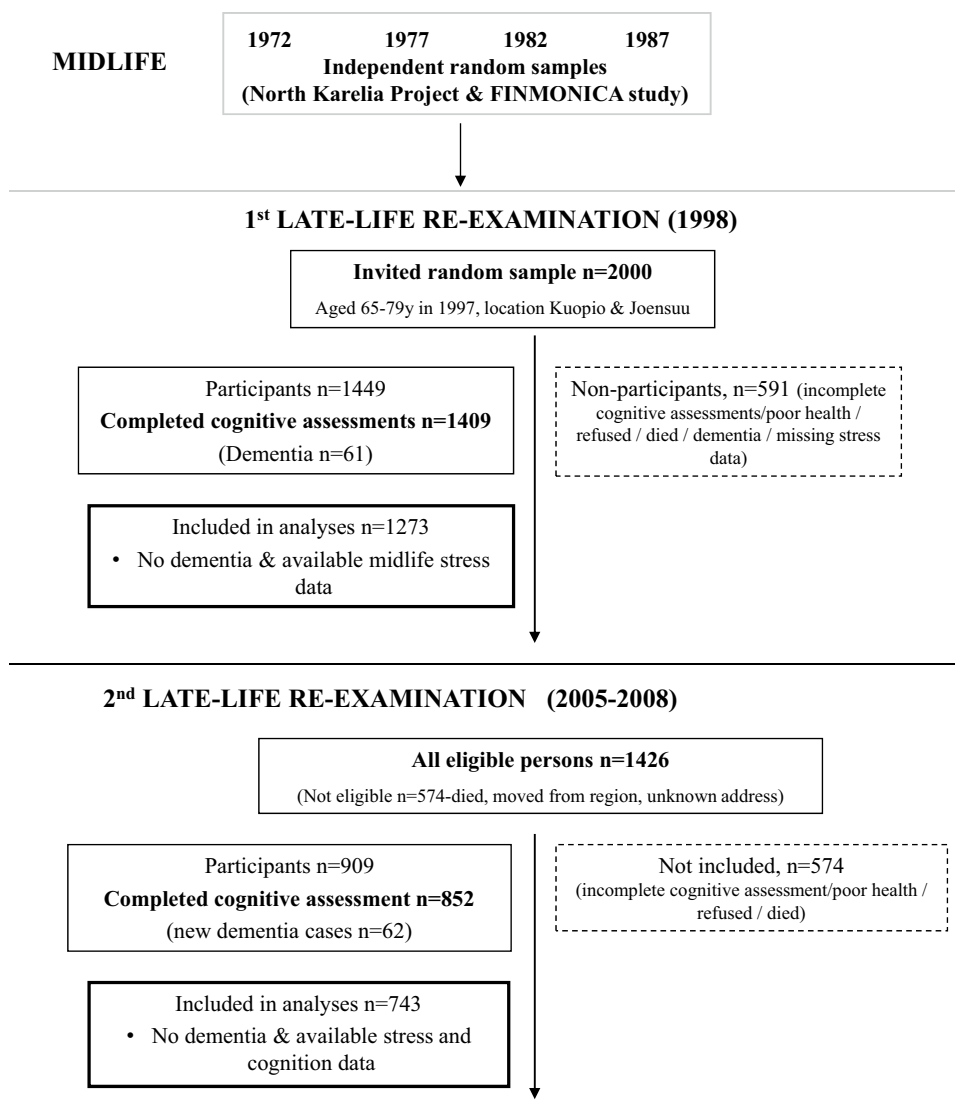 MIDLIFE
1972 1977 1982 1987
Independent random samples
(North Karelia Project & FINMONICA study)
1st LATE-LIFE RE-EXAMINATION (1998)
Invited random sample n=2000
Aged 65-79y in 1997, location Kuopio & Joensuu
Participants n=1449
Completed cognitive assessments n=1409
(Dementia n=61)
Non-participants, n=591 (incomplete
cognitive assessments/poor health /
refused / died / dementia / missing stress
data)
Included in analyses n=1273
• No dementia & available midlife stress
data
2nd LATE-LIFE RE-EXAMINATION (2005-2008)
All eligible persons n=1426
(Not eligible n=574-died, moved from region, unknown address)
Participants n=909
Completed cognitive assessment n=852
(new dementia cases n=62)
Not included, n=574
(incomplete cognitive assessment/poor health /
refused / died)
Included in analyses n=743
• No dementia & available stress and
cognition data